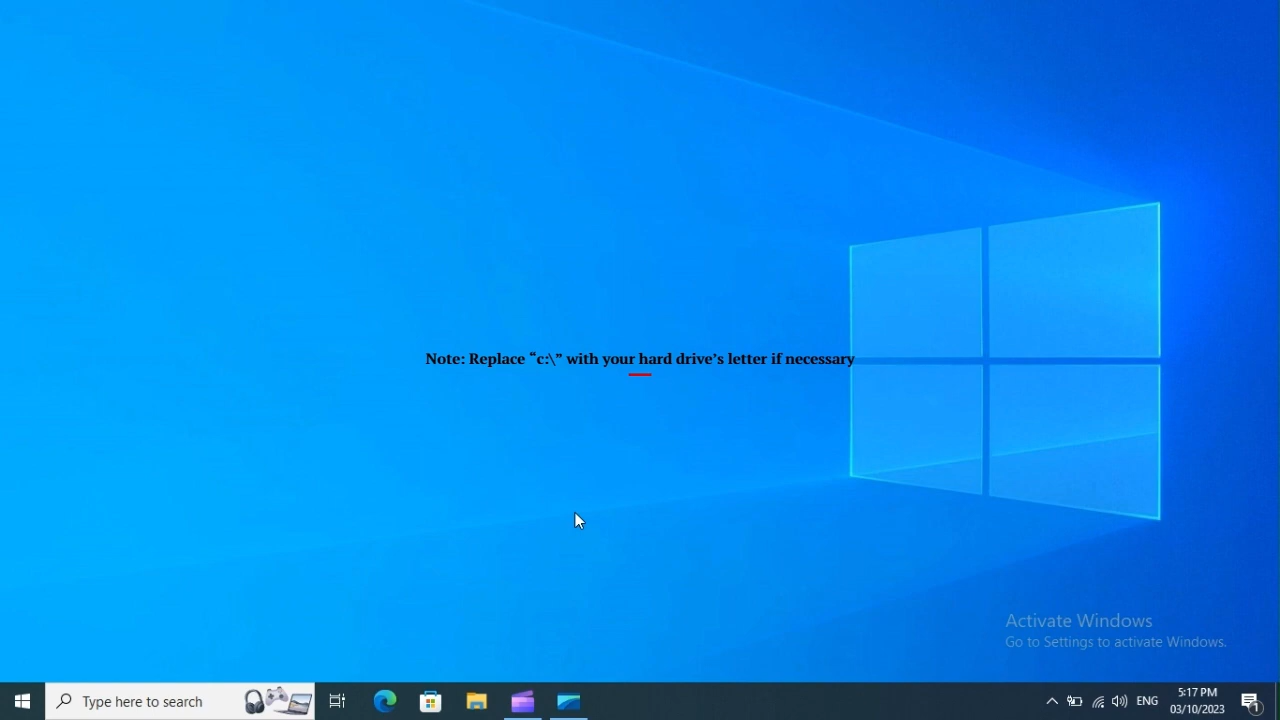 Note: Replace “c:\” with your hard drive’s letter if necessary
Activate Windows
Go to Settings to activate Windows.
Type here to search
ENG
5:17 PM
03/10/2023
1